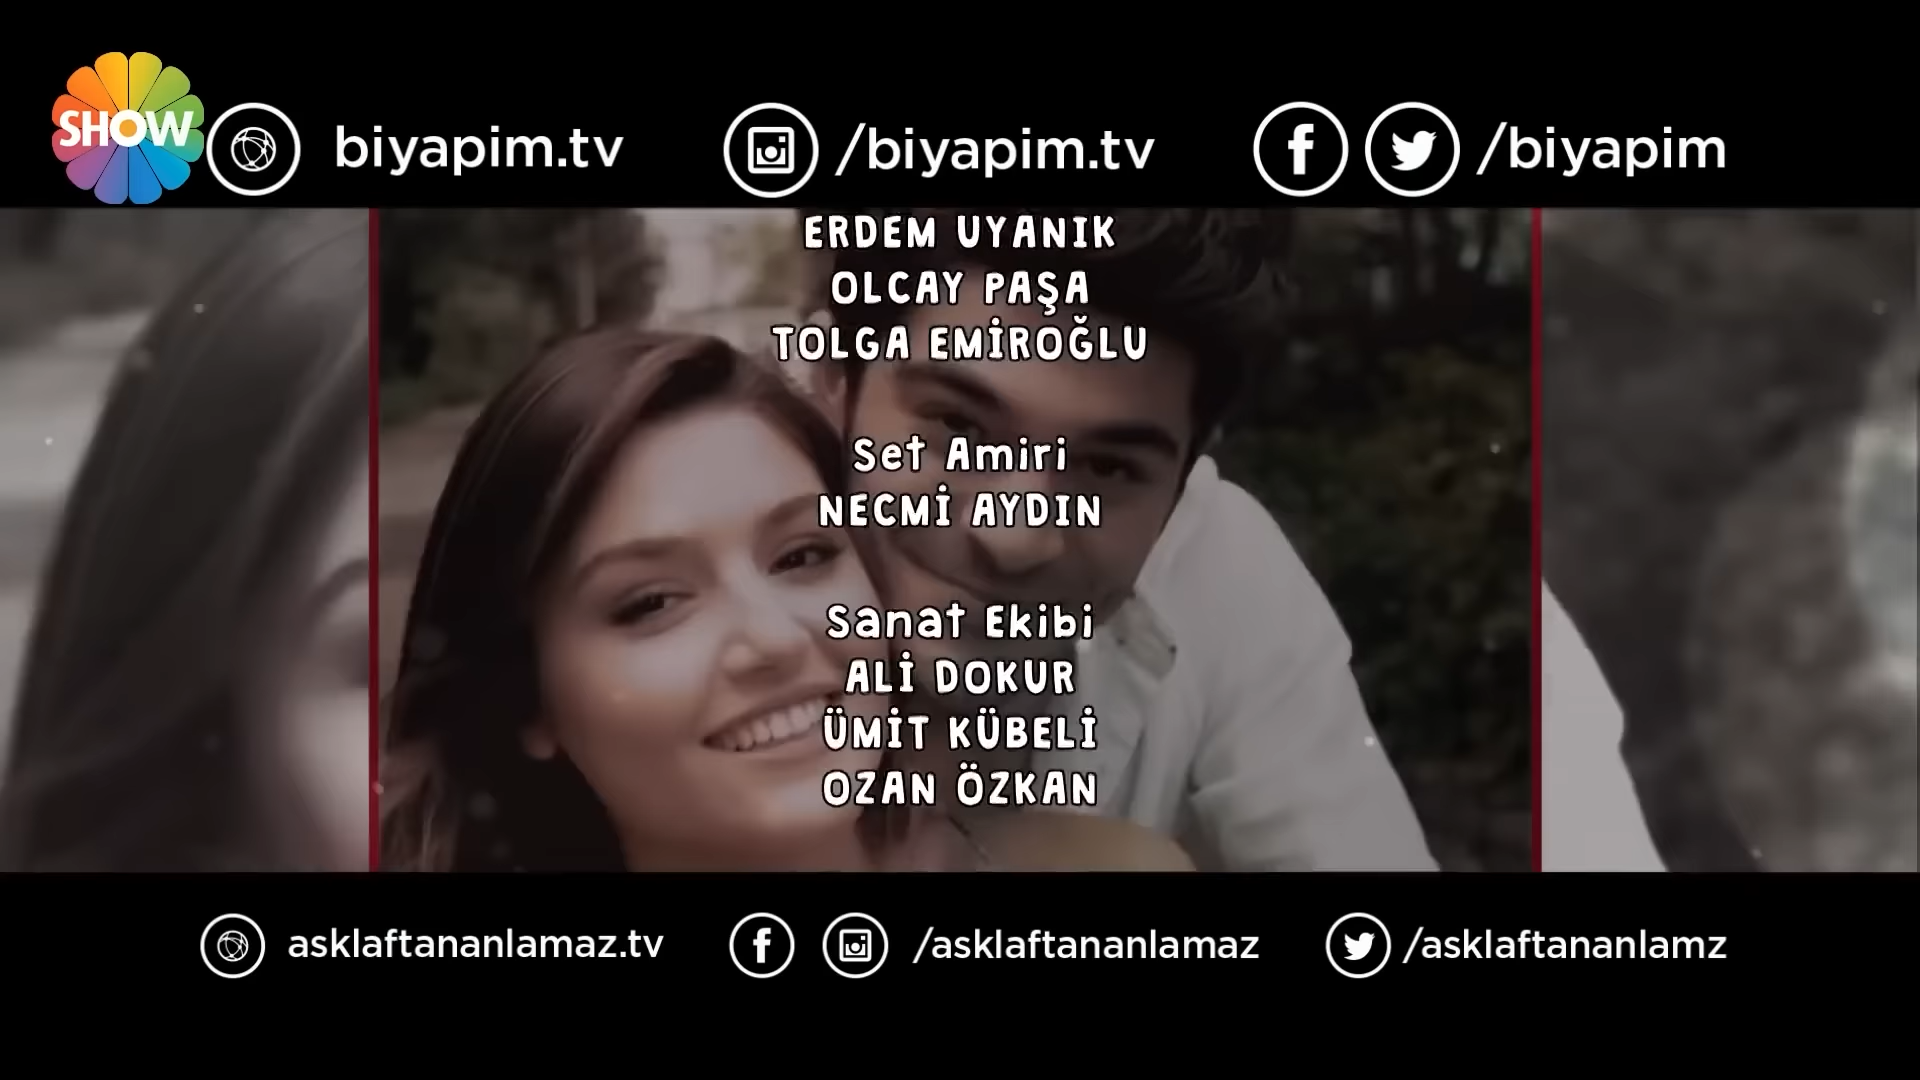 SHOW
biyapim.tv
/biyapim.tv
/biyapim
ERDEM UYANIK
OLCAY PAŞA
TOLGA EMİROĞLU
Set Amiri
NECMİ AYDIN
Sanat Ekibi
ALİ DOKUR
ÜMİT KÜBELİ
OZAN ÖZKAN
asklaftananlamaz.tv
/asklaftananlamaz
/asklaftananlamz